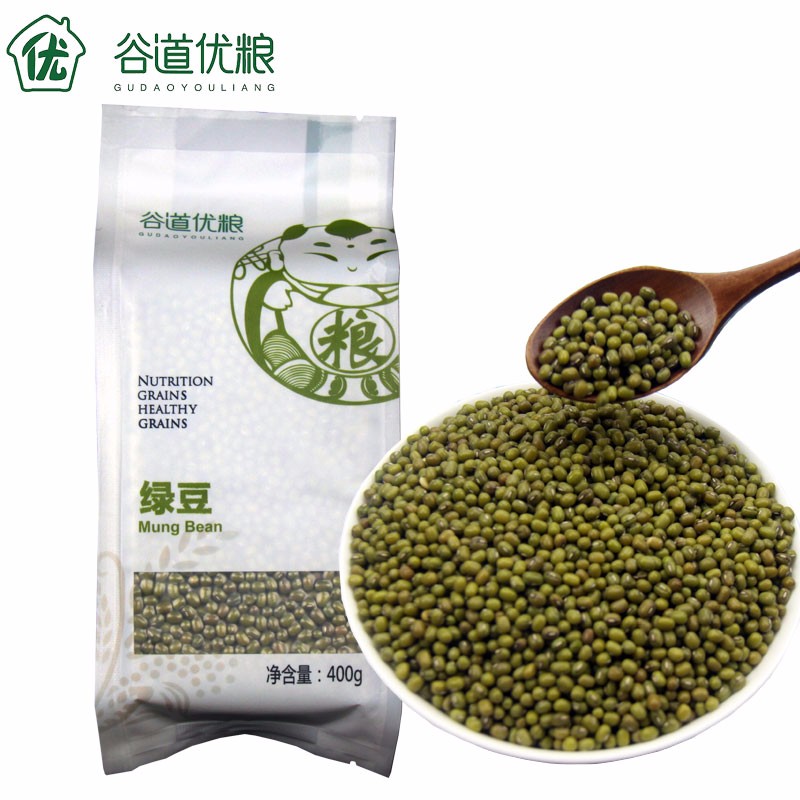 优
谷道优粮
GUDAOYOULIANG
谷道优粮
GUDAOYOULIANG
粮
NUTRITION
GRAINS
HEALTHY
GRAINS
绿豆
Mung Bean
净含量：400g